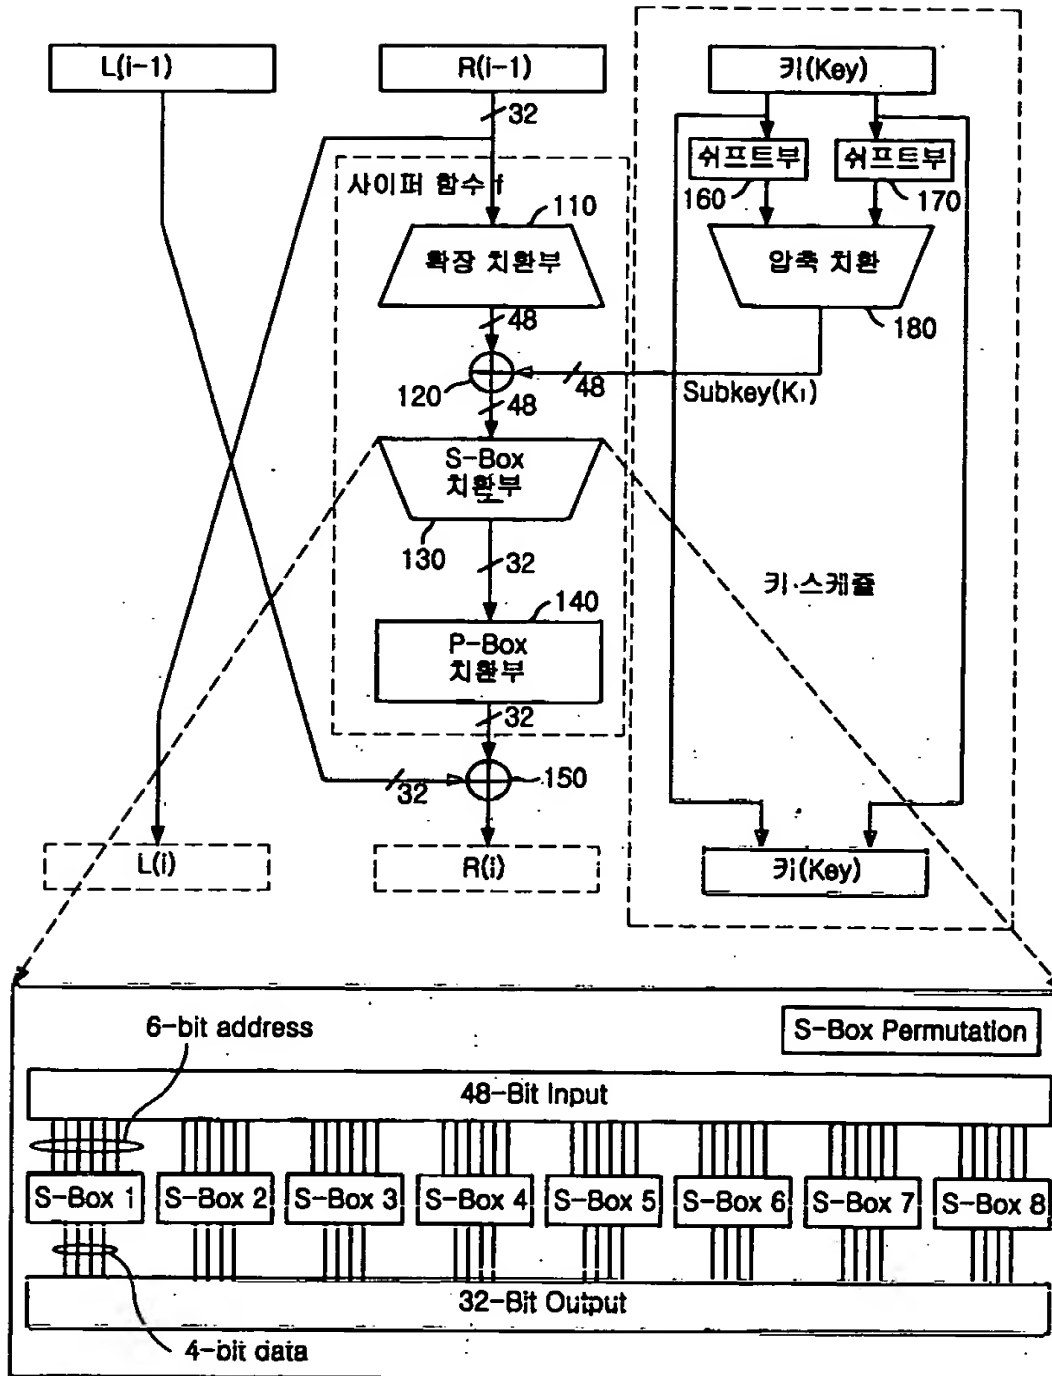 L(i-1)
R(i-1)
키(Key)
32
쉬프트부
쉬프트부
사이퍼 함수 f
160
170
110
확장 치환부
압축 치환
48
180
120
48
48
Subkey(Ki)
S-Box
치환부
130
32
키 스케쥴
140
P-Box
치환부
32
32
150
L(i)
R(i)
키(Key)
6-bit address
S-Box Permutation
48-Bit Input
S-Box 1
S-Box 2
S-Box 3
S-Box 4
S-Box 5
S-Box 6
S-Box 7
S-Box 8
32-Bit Output
4-bit data